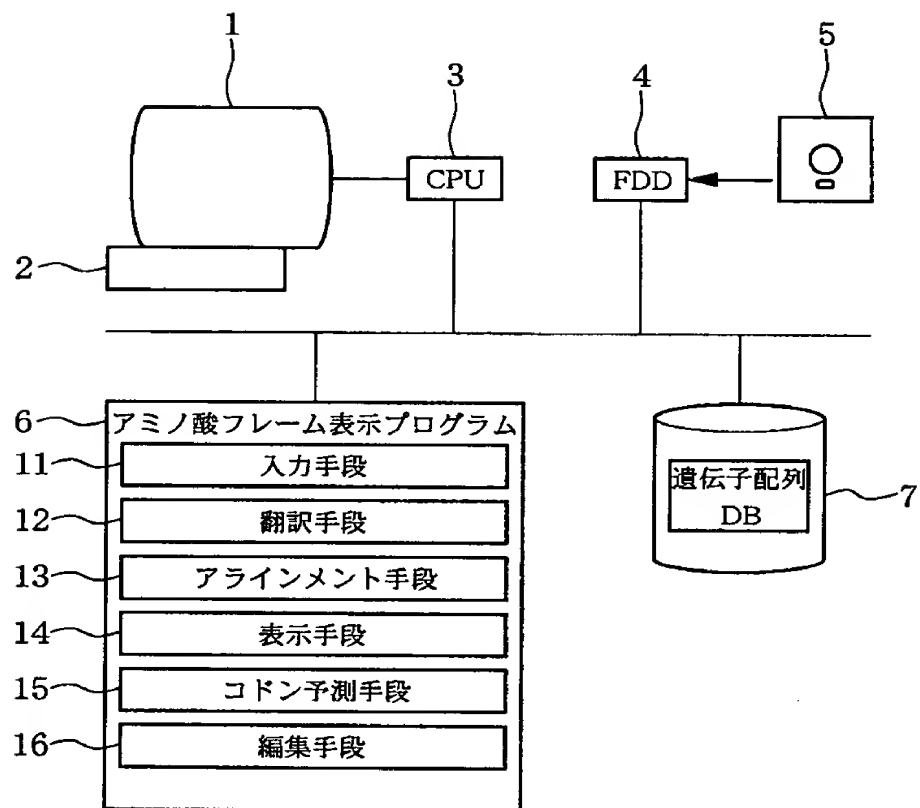 1
3
4
5
CPU
FDD
2
6
アミノ酸フレーム表示プログラム
11
入力手段
12
翻訳手段
13
アラインメント手段
14
表示手段
15
コドン予測手段
16
編集手段
遺伝子配列
DB
7